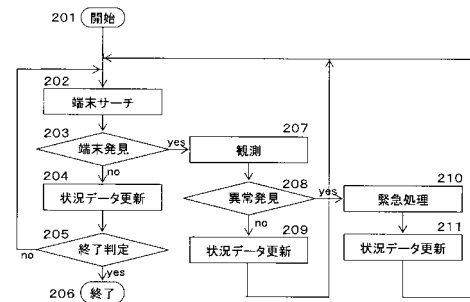 201 開始
202
端末サーチ
203
端末発見
yes
no
204
状況データ更新
205
終了判定
no
yes
206 終了
207
観測
208
異常発見
yes
no
209
状況データ更新
210
緊急処理
211
状況データ更新